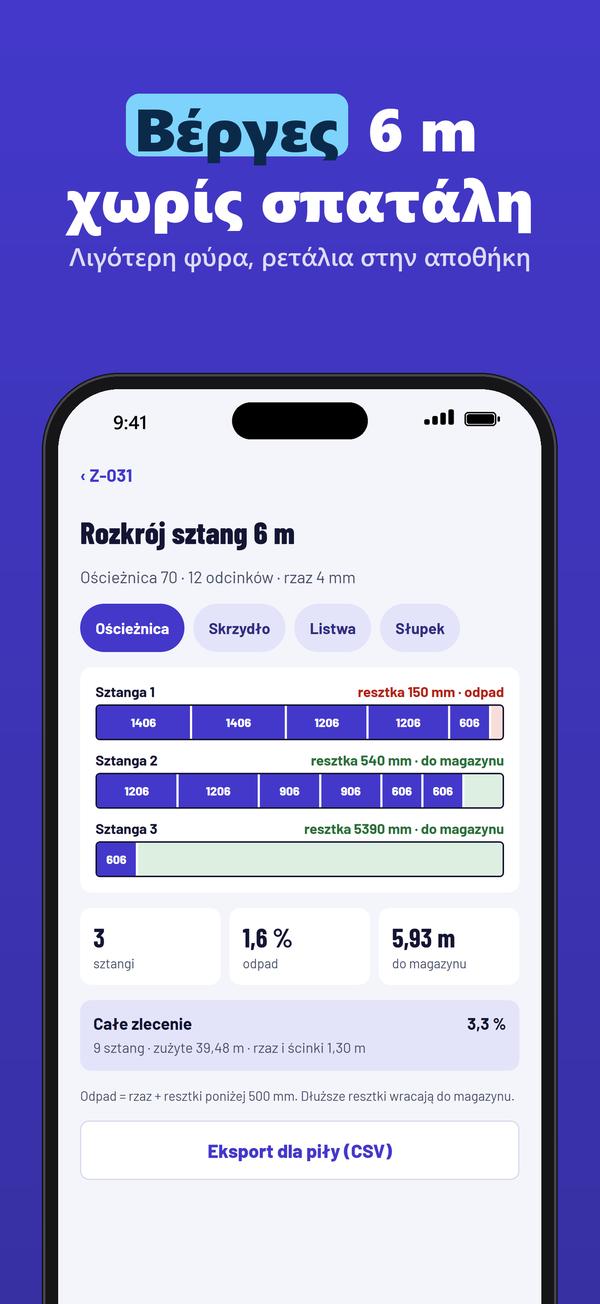 Βέργες 6 m
χωρίς σπατάλη
Λιγότερη φύρα, ρετάλια στην αποθήκη
9:41
‹ Z-031
Rozkrój sztang 6 m
Ościeżnica 70 · 12 odcinków · rzaz 4 mm
Ościeżnica Skrzydło Listwa Słupek
Sztanga 1 resztka 150 mm · odpad
1406 1406 1206 1206 606
Sztanga 2 resztka 540 mm · do magazynu
1206 1206 906 906 606 606
Sztanga 3 resztka 5390 mm · do magazynu
606
3 1,6 % 5,93 m
sztangi odpad do magazynu
Całe zlecenie 3,3 %
9 sztang · zużyte 39,48 m · rzaz i ścinki 1,30 m
Odpad = rzaz + resztki poniżej 500 mm. Dłuższe resztki wracają do magazynu.
Eksport dla piły (CSV)